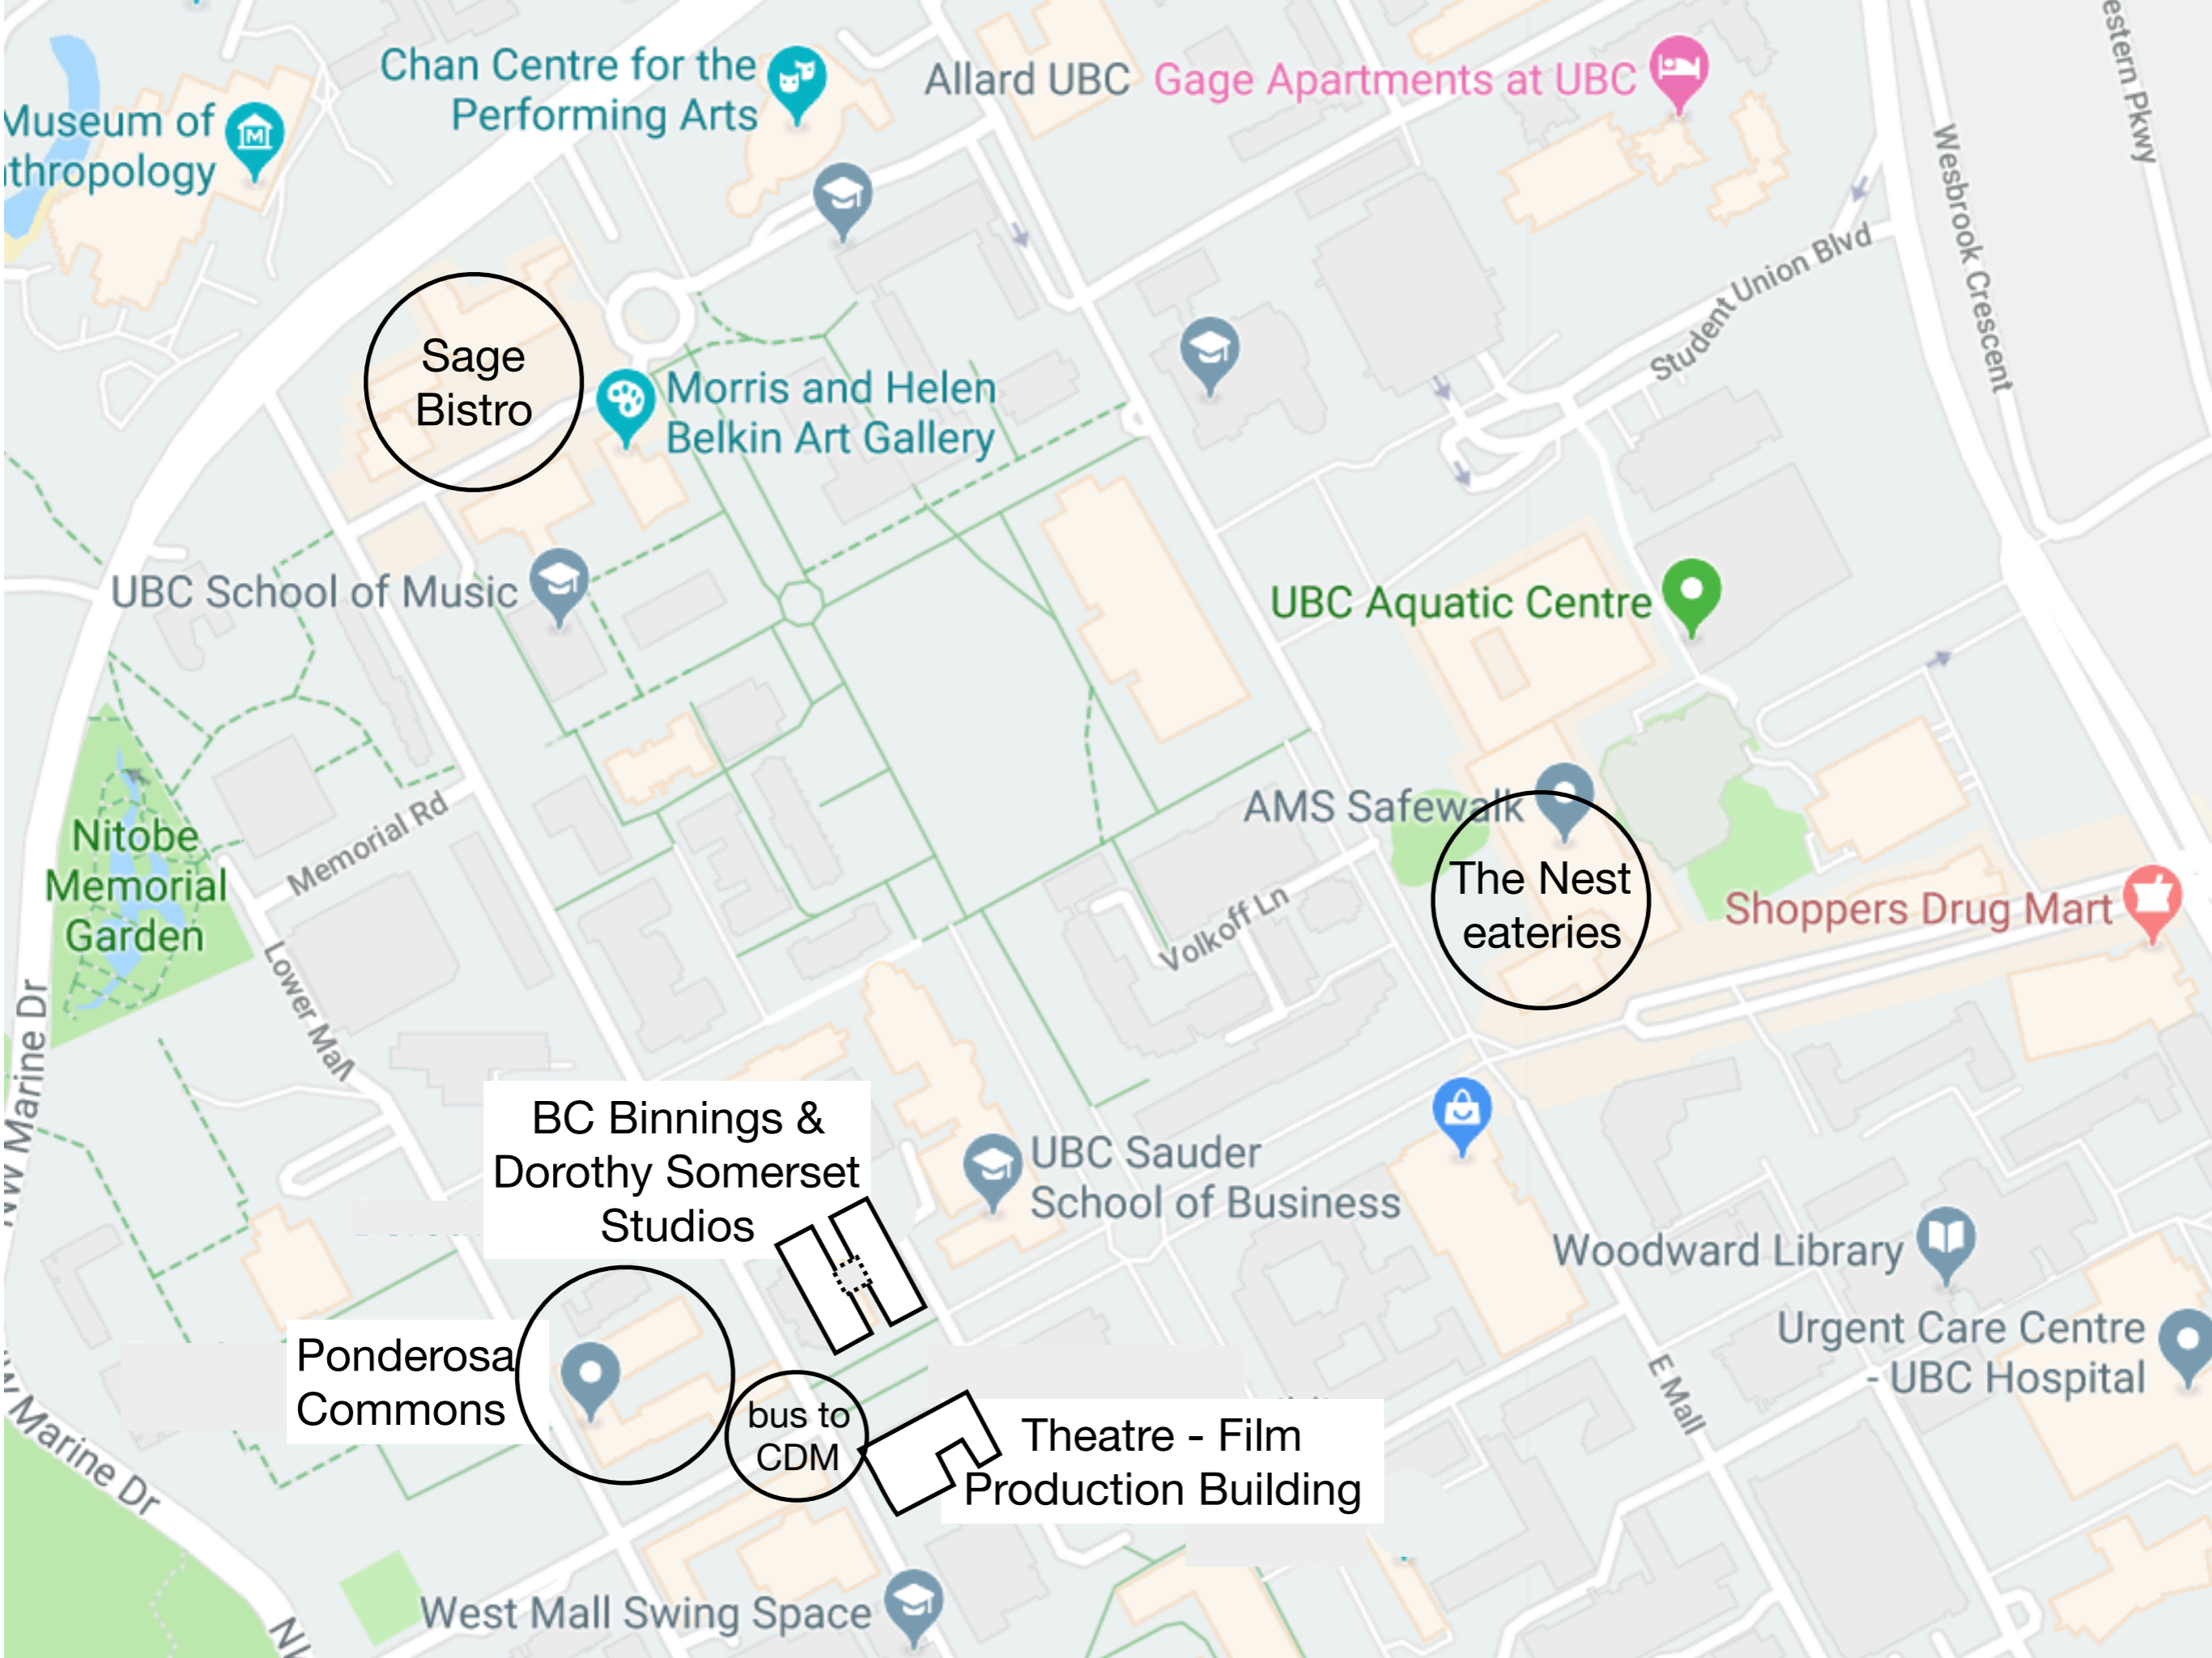 estern Pkwy
Chan Centre for the
Performing Arts
Allard UBC
Gage Apartments at UBC
Museum of
thropology
Wesbrook Crescent
Student Union Blvd
Sage
Bistro
Morris and Helen
Belkin Art Gallery
UBC School of Music
UBC Aquatic Centre
Memorial Rd
AMS Safewalk
Nitobe
Memorial
Garden
The Nest
eateries
Shoppers Drug Mart
Volkoff Ln
Lower Mall
NW Marine Dr
BC Binnings &
Dorothy Somerset
Studios
UBC Sauder
School of Business
Woodward Library
Urgent Care Centre
- UBC Hospital
Ponderosa
Commons
E Mall
bus to
CDM
Theatre - Film
Production Building
W Marine Dr
West Mall Swing Space